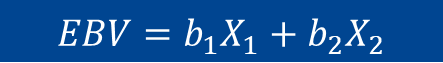 EBV = b₁X₁ + b₂X₂